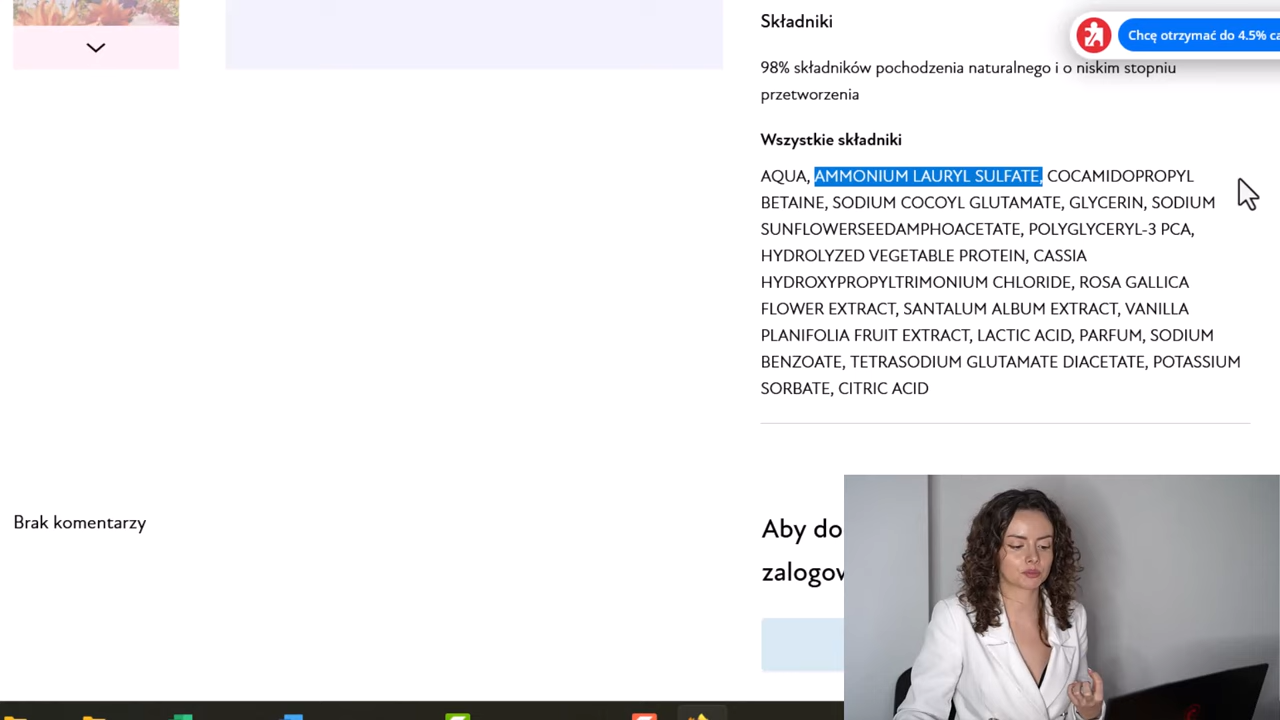 Składniki
Chcę otrzymać do 4.5%
98% składników pochodzenia naturalnego i o niskim stopniu
przetworzenia
Wszystkie składniki
AQUA, AMMONIUM LAURYL SULFATE, COCAMIDOPROPYL
BETAINE, SODIUM COCOYL GLUTAMATE, GLYCERIN, SODIUM
SUNFLOWERSEEDAMPHOACETATE, POLYGLYCERYL-3 PCA,
HYDROLYZED VEGETABLE PROTEIN, CASSIA
HYDROXYPROPYLTRIMONIUM CHLORIDE, ROSA GALLICA
FLOWER EXTRACT, SANTALUM ALBUM EXTRACT, VANILLA
PLANIFOLIA FRUIT EXTRACT, LACTIC ACID, PARFUM, SODIUM
BENZOATE, TETRASODIUM GLUTAMATE DIACETATE, POTASSIUM
SORBATE, CITRIC ACID
Brak komentarzy
Aby do
zalogow